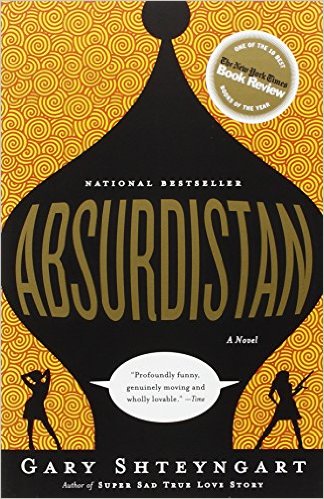 ONE OF THE 10 BEST
The New York Times
Book Review
BOOKS OF THE YEAR
NATIONAL BESTSELLER
ABSURDISTAN
A Novel
"Profoundly funny,
genuinely moving and
wholly lovable." —Time
GARY SHTEYNGART
Author of SUPER SAD TRUE LOVE STORY